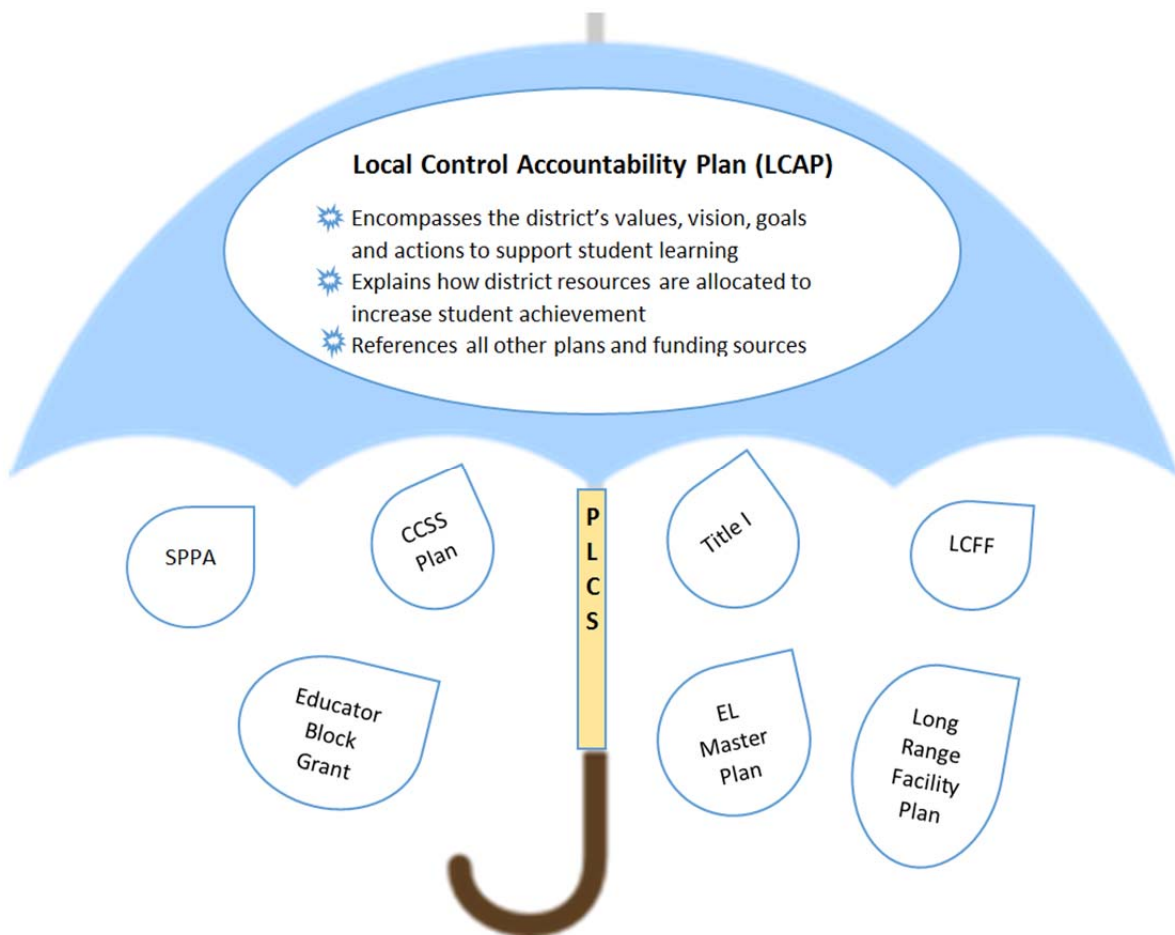 Local Control Accountability Plan (LCAP)
Encompasses the district's values, vision, goals
and actions to support student learning
Explains how district resources are allocated to
increase student achievement
References all other plans and funding sources
SPPA
CCSS
Plan
P
L
C
S
Title I
LCFF
Educator
Block
Grant
EL
Master
Plan
Long
Range
Facility
Plan